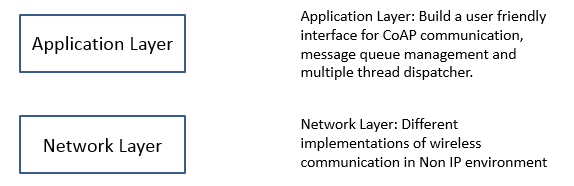 Application Layer
Application Layer: Build a user friendly
interface for CoAP communication,
message queue management and
multiple thread dispatcher.
Network Layer
Network Layer: Different
implementations of wireless
communication in Non IP environment